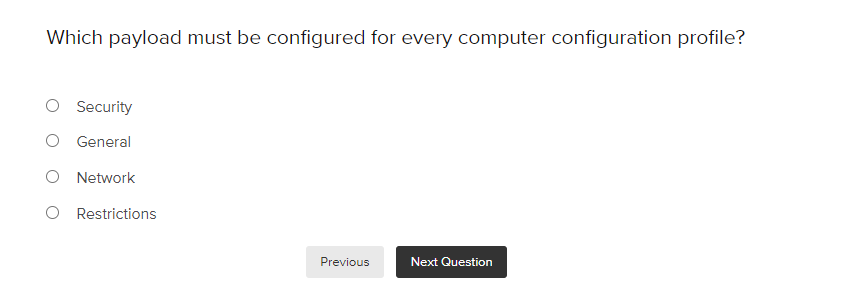 Which payload must be configured for every computer configuration profile?
Security
General
Network
Restrictions
Previous
Next Question